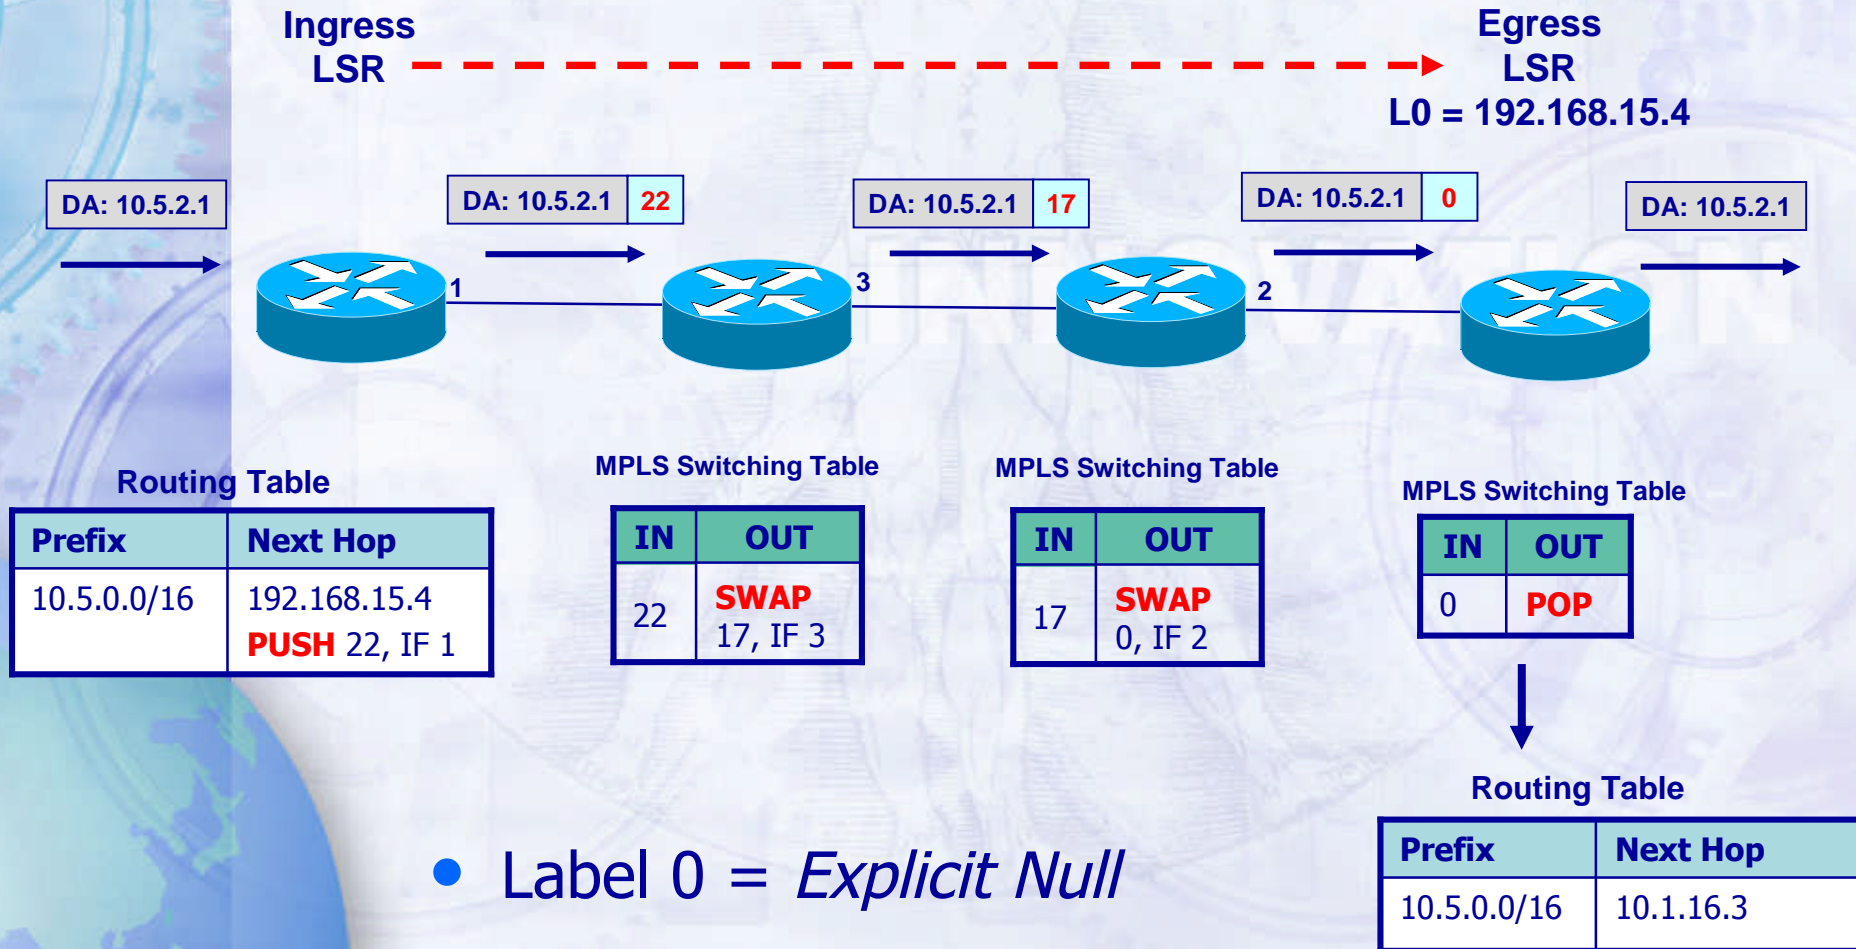 Ingress
LSR
Egress
LSR
L0 = 192.168.15.4
DA: 10.5.2.1
DA: 10.5.2.1 22
DA: 10.5.2.1 17
DA: 10.5.2.1 0
DA: 10.5.2.1
1
3
2
INNOVATION
Routing Table
Prefix Next Hop
10.5.0.0/16 192.168.15.4
PUSH 22, IF 1
MPLS Switching Table
IN OUT
22 SWAP
17, IF 3
MPLS Switching Table
IN OUT
17 SWAP
0, IF 2
MPLS Switching Table
IN OUT
0 POP
Routing Table
Prefix Next Hop
10.5.0.0/16 10.1.16.3
• Label 0 = Explicit Null